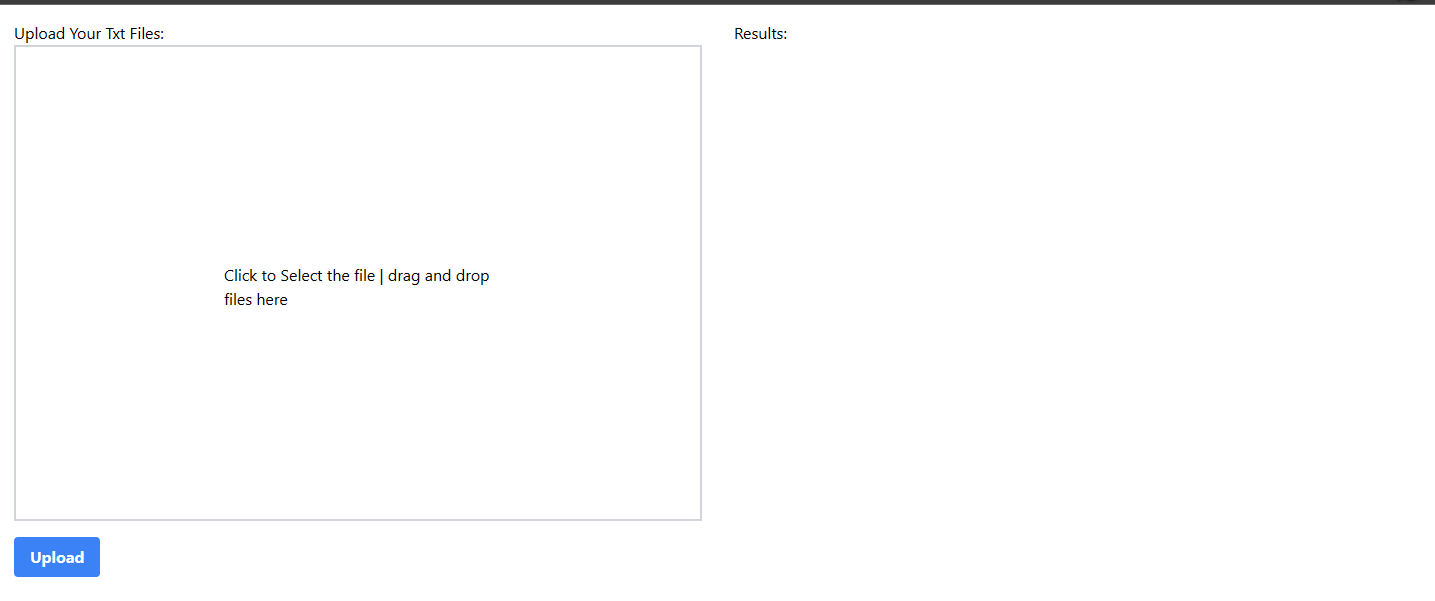 Upload Your Txt Files:
Results:
Click to Select the file | drag and drop
files here
Upload